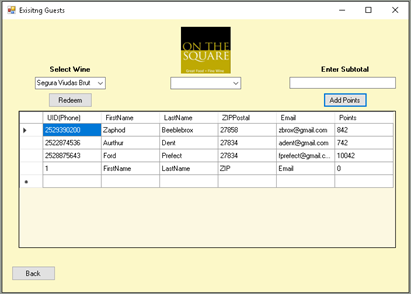 Exisitng Guests
ON THE
SQUARE
Select Wine
Enter Subtotal
Segura Viudas Brut
Redeem
Add Points
UID(Phone) FirstName LastName ZIPPostal Email Points
2529390200 Zaphod Beeblebrox 27858 zbrox@gmail.com 842
2522874536 Aurthur Dent 27834 adent@gmail.com 742
2528875643 Ford Prefect 27834 fprefect@gmail.com 10042
1 FirstName LastName ZIP Email 0
Back